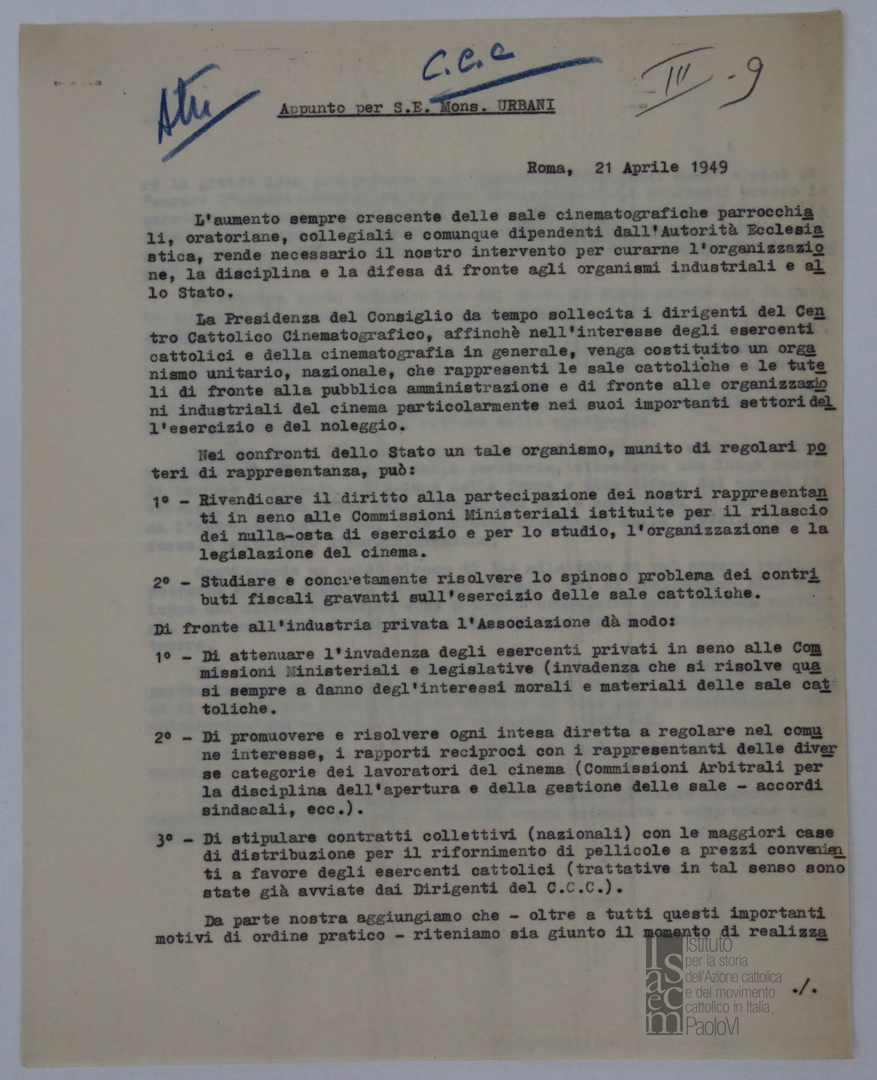 C.C.C
Atti
III - 9
Appunto per S.E. Mons. URBANI
Roma, 21 Aprile 1949
L'aumento sempre crescente delle sale cinematografiche parrocchia
li, oratoriane, collegiali e comunque dipendenti dall'Autorità Ecclesia
stica, rende necessario il nostro intervento per curarne l'organizzazio
ne, la disciplina e la difesa di fronte agli organismi industriali e al
lo Stato.
La Presidenza del Consiglio da tempo sollecita i dirigenti del Cen
tro Cattolico Cinematografico, affinchè nell'interesse degli esercenti
cattolici e della cinematografia in generale, venga costituito un orga
nismo unitario, nazionale, che rappresenti le sale cattoliche e le tute
li di fronte alla pubblica amministrazione e di fronte alle organizzazio
ni industriali del cinema particolarmente nei suoi importanti settori del
l'esercizio e del noleggio.
Nei confronti dello Stato un tale organismo, munito di regolari po
teri di rappresentanza, può:
1° - Rivendicare il diritto alla partecipazione dei nostri rappresentan
ti in seno alle Commissioni Ministeriali istituite per il rilascio
dei nulla-osta di esercizio e per lo studio, l'organizzazione e la
legislazione del cinema.
2° - Studiare e concretamente risolvere lo spinoso problema dei contri
buti fiscali gravanti sull'esercizio delle sale cattoliche.
Di fronte all'industria privata l'Associazione dà modo:
1° - Di attenuare l'invadenza degli esercenti privati in seno alle Com
missioni Ministeriali e legislative (invadenza che si risolve qua
si sempre a danno degl'interessi morali e materiali delle sale cat
toliche.
2° - Di promuovere e risolvere ogni intesa diretta a regolare nel comu
ne interesse, i rapporti reciproci con i rappresentanti delle diver
se categorie dei lavoratori del cinema (Commissioni Arbitrali per
la disciplina dell'apertura e della gestione delle sale - accordi
sindacali, ecc.).
3° - Di stipulare contratti collettivi (nazionali) con le maggiori case
di distribuzione per il rifornimento di pellicole a prezzi convenien
ti a favore degli esercenti cattolici (trattative in tal senso sono
state già avviate dai Dirigenti del C.C.C.).
Da parte nostra aggiungiamo che - oltre a tutti questi importanti
motivi di ordine pratico - riteniamo sia giunto il momento di realizza
./.
Isacem
Istituto
per la storia
dell'Azione cattolica
e del movimento
cattolico in Italia
PaoloVI